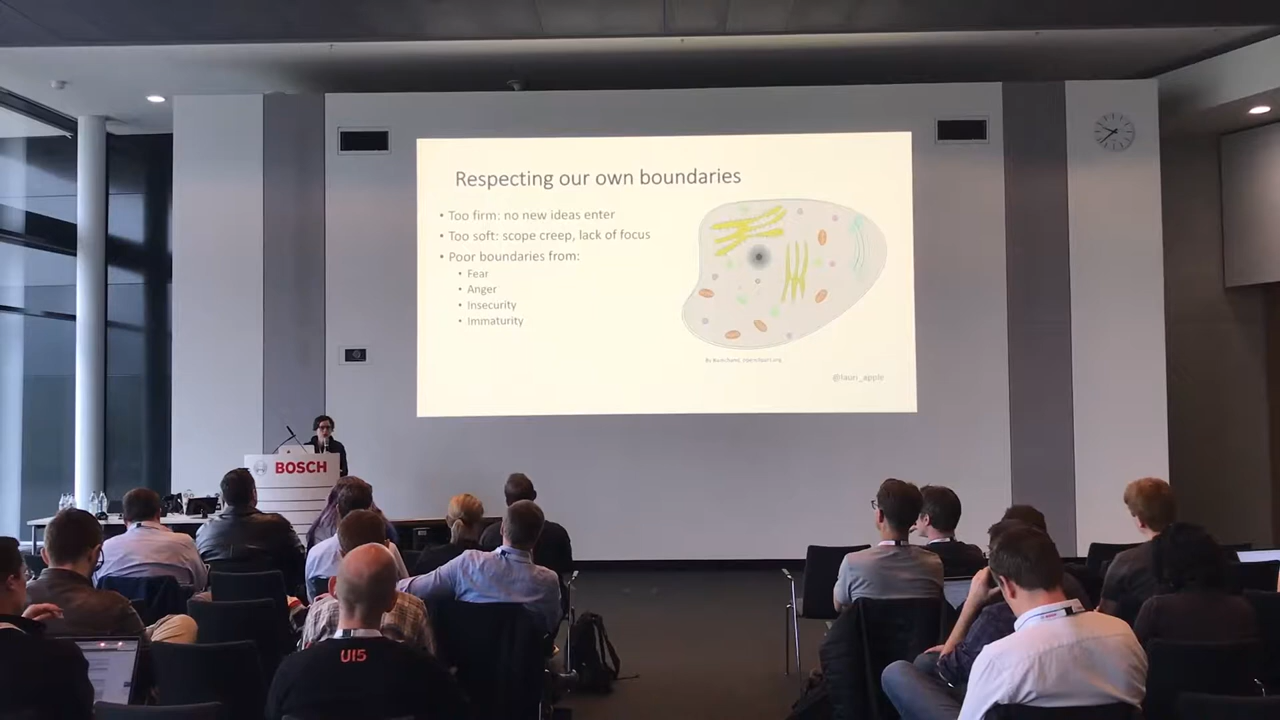 Respecting our own boundaries
• Too firm: no new ideas enter
• Too soft: scope creep, lack of focus
• Poor boundaries from:
• Fear
• Anger
• Insecurity
• Immaturity
@lauri_apple
BOSCH
UI5